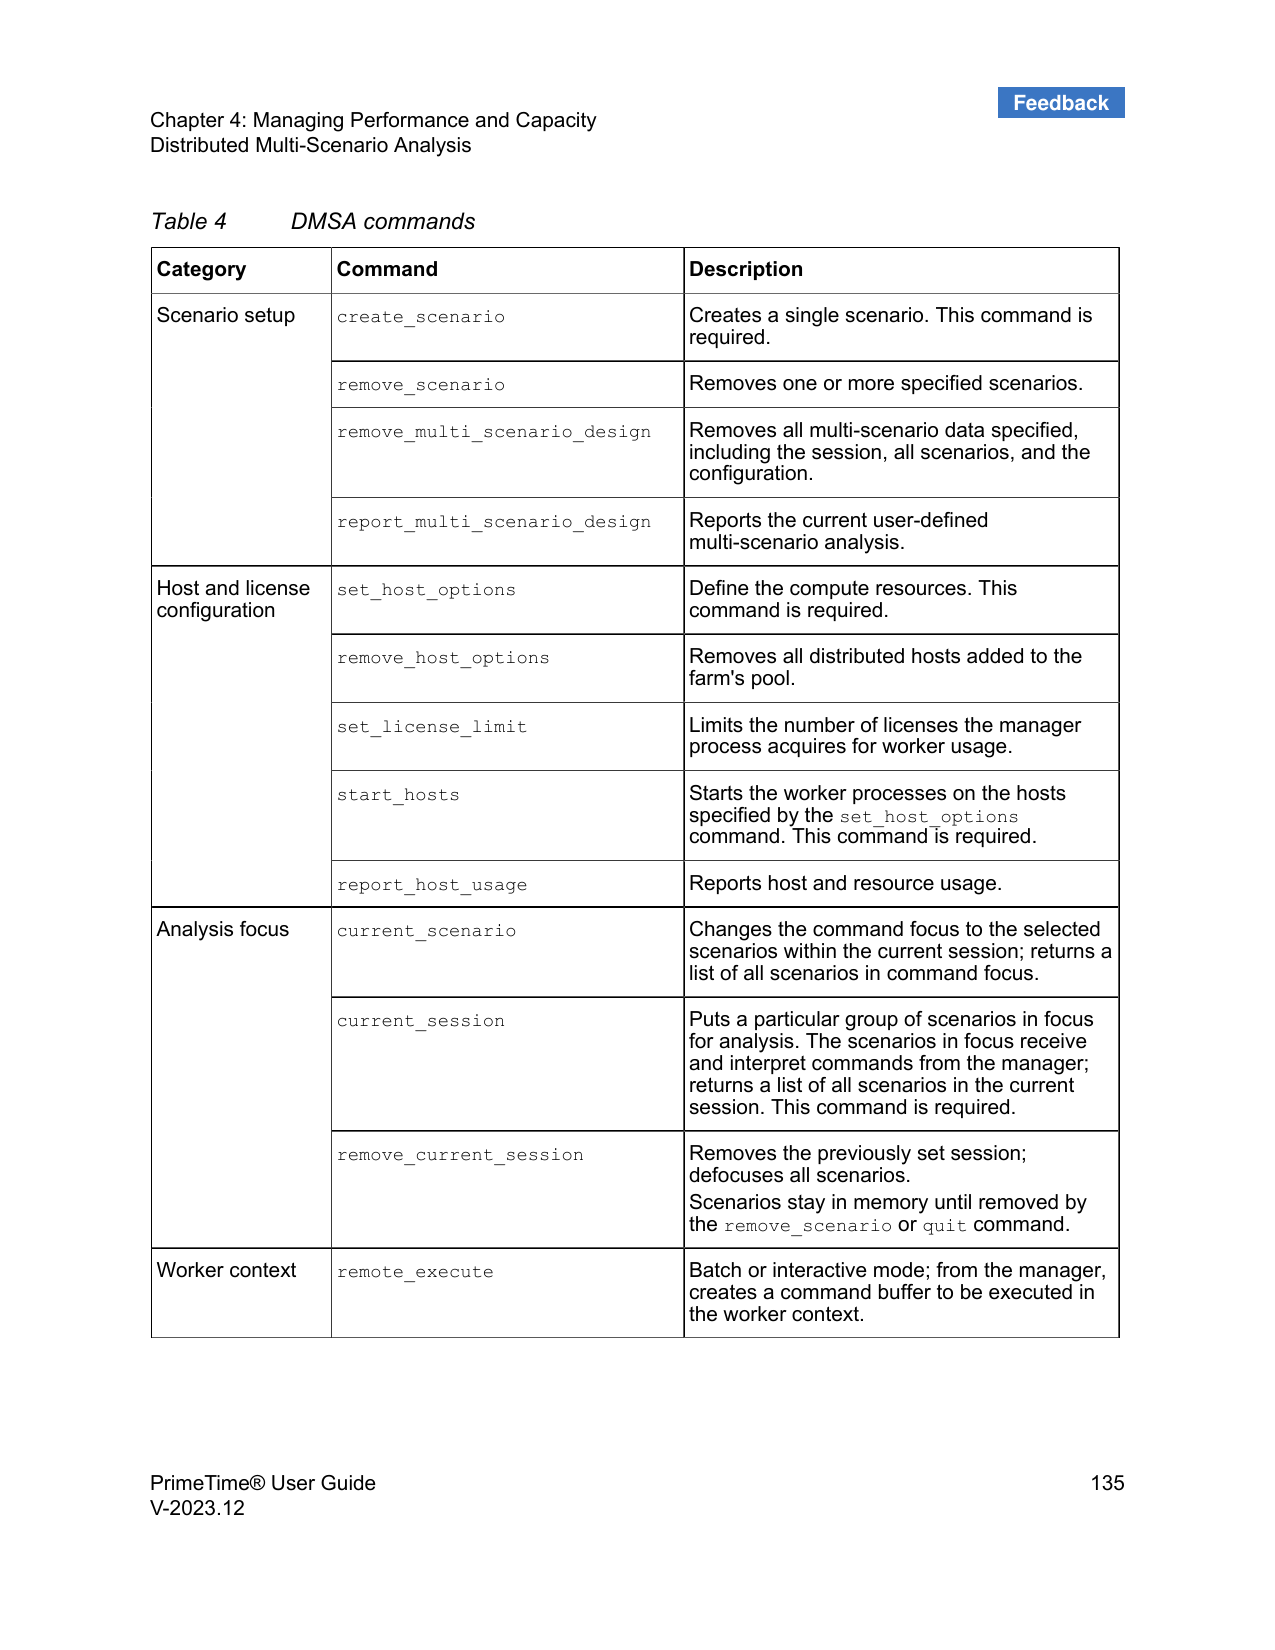 Feedback
Chapter 4: Managing Performance and Capacity
Distributed Multi-Scenario Analysis
Table 4 DMSA commands
Category Command Description
Scenario setup create_scenario Creates a single scenario. This command is
required.
remove_scenario Removes one or more specified scenarios.
remove_multi_scenario_design Removes all multi-scenario data specified,
including the session, all scenarios, and the
configuration.
report_multi_scenario_design Reports the current user-defined
multi-scenario analysis.
Host and license set_host_options Define the compute resources. This
configuration command is required.
remove_host_options Removes all distributed hosts added to the
farm's pool.
set_license_limit Limits the number of licenses the manager
process acquires for worker usage.
start_hosts Starts the worker processes on the hosts
specified by the set_host_options
command. This command is required.
report_host_usage Reports host and resource usage.
Analysis focus current_scenario Changes the command focus to the selected
scenarios within the current session; returns a
list of all scenarios in command focus.
current_session Puts a particular group of scenarios in focus
for analysis. The scenarios in focus receive
and interpret commands from the manager;
returns a list of all scenarios in the current
session. This command is required.
remove_current_session Removes the previously set session;
defocuses all scenarios.
Scenarios stay in memory until removed by
the remove_scenario or quit command.
Worker context remote_execute Batch or interactive mode; from the manager,
creates a command buffer to be executed in
the worker context.
PrimeTime® User Guide 135
V-2023.12